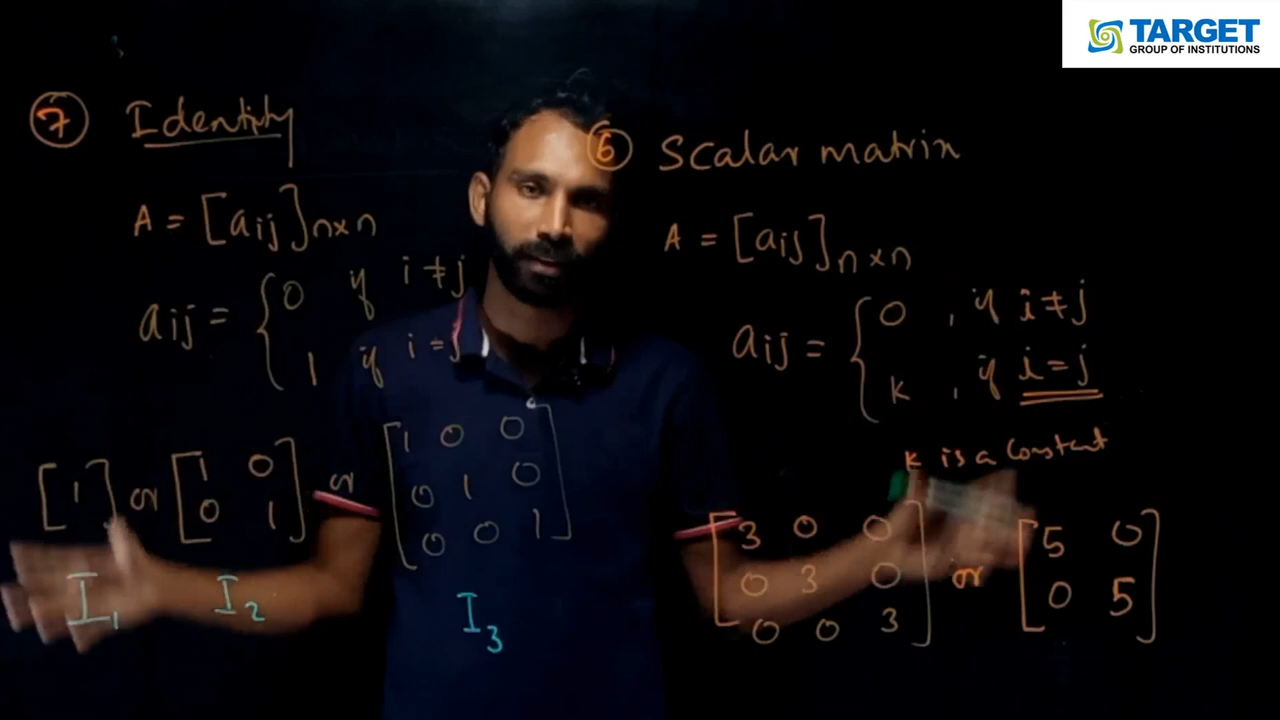 TARGET
GROUP OF INSTITUTIONS
7 Identity
A = [aij]n×n
aij = { 0 if i ≠ j
1 if i = j
[1] or [1 0
0 1] or [1 0 0
0 1 0
0 0 1]
I1 I2 I3
6 Scalar matrix
A = [aij]n×n
aij = { 0 , if i ≠ j
k , if i = j
k is a constant
[3 0 0
0 3 0
0 0 3] or [5 0
0 5]